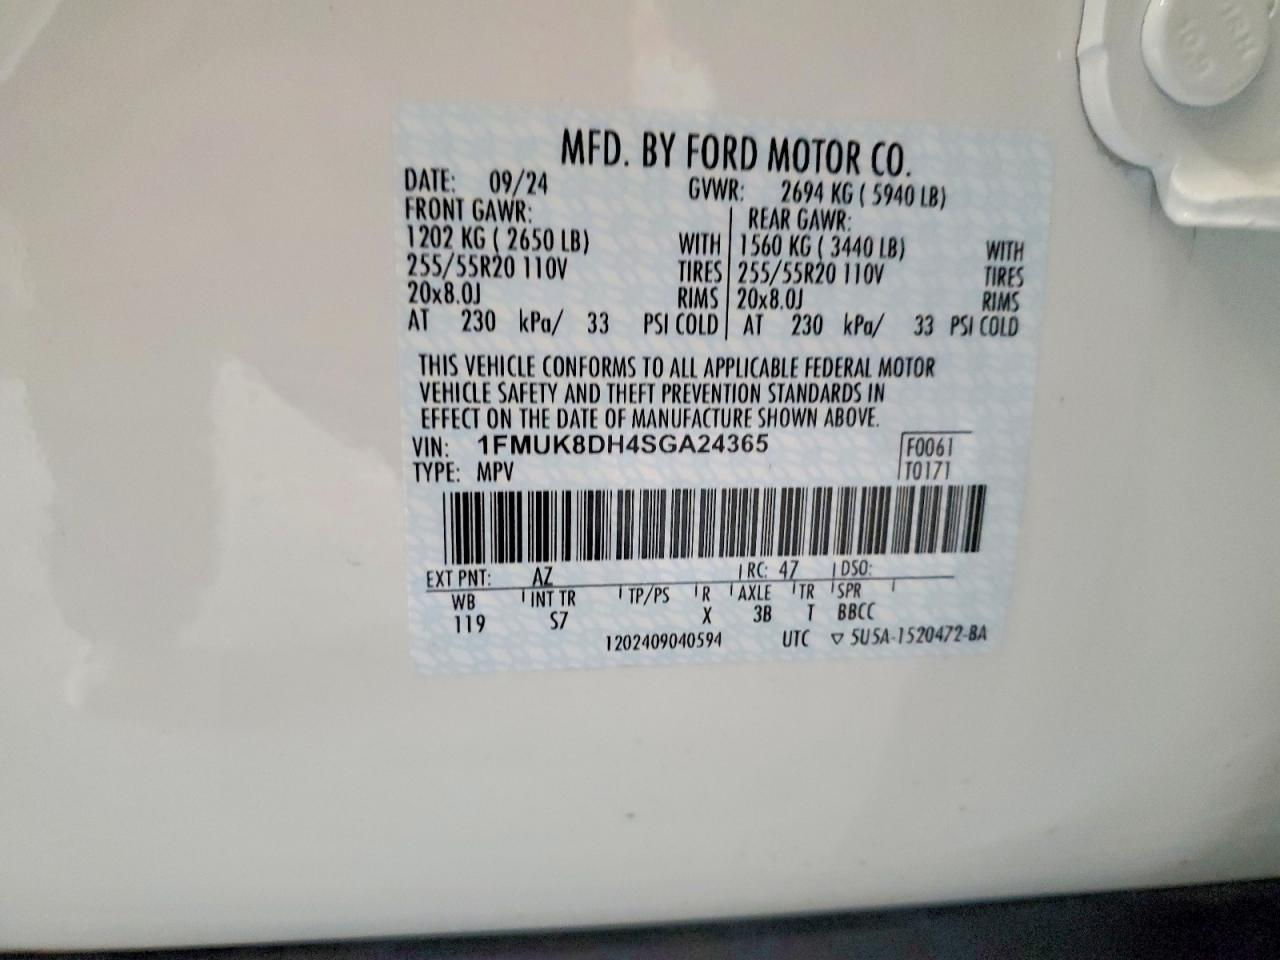 MFD. BY FORD MOTOR CO.
DATE: 09/24 GVWR: 2694 KG ( 5940 LB)
FRONT GAWR: REAR GAWR:
1202 KG ( 2650 LB) WITH 1560 KG ( 3440 LB) WITH
255/55R20 110V TIRES 255/55R20 110V TIRES
20x8.0J RIMS 20x8.0J RIMS
AT 230 kPa/ 33 PSI COLD AT 230 kPa/ 33 PSI COLD
THIS VEHICLE CONFORMS TO ALL APPLICABLE FEDERAL MOTOR
VEHICLE SAFETY AND THEFT PREVENTION STANDARDS IN
EFFECT ON THE DATE OF MANUFACTURE SHOWN ABOVE.
VIN: 1FMUK8DH4SGA24365 F0061
TYPE: MPV T0171
EXT PNT: AZ RC: 47 DSO:
WB INT TR TP/PS R AXLE TR SPR
119 S7 X 3B T BBCC
1202409040594 UTC ▽ 5U5A-1520472-BA